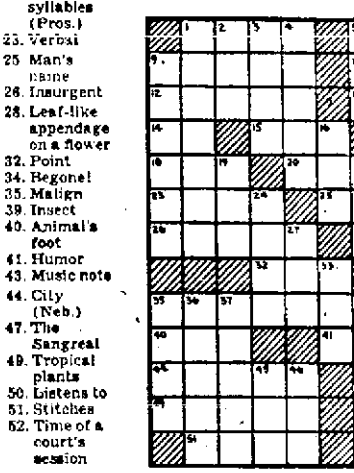 syllables
(Pros.)
23. Verbal
25 Man's
name
26. Insurgent
28. Leaf-like
appendage
on a flower
32. Point
34. Begone!
35. Malign
39. Insect
40. Animal's
foot
41. Humor
43. Music note
44. City
(Neb.)
47. The
Sangreal
49. Tropical
plants
50. Listens to
51. Stitches
52. Time of a
court's
session
1 2 3 4
9
12
14 15 16
18 19 20
23 24 25
26 27
32 33
35 36 37
40 41
44 45 46
49
51